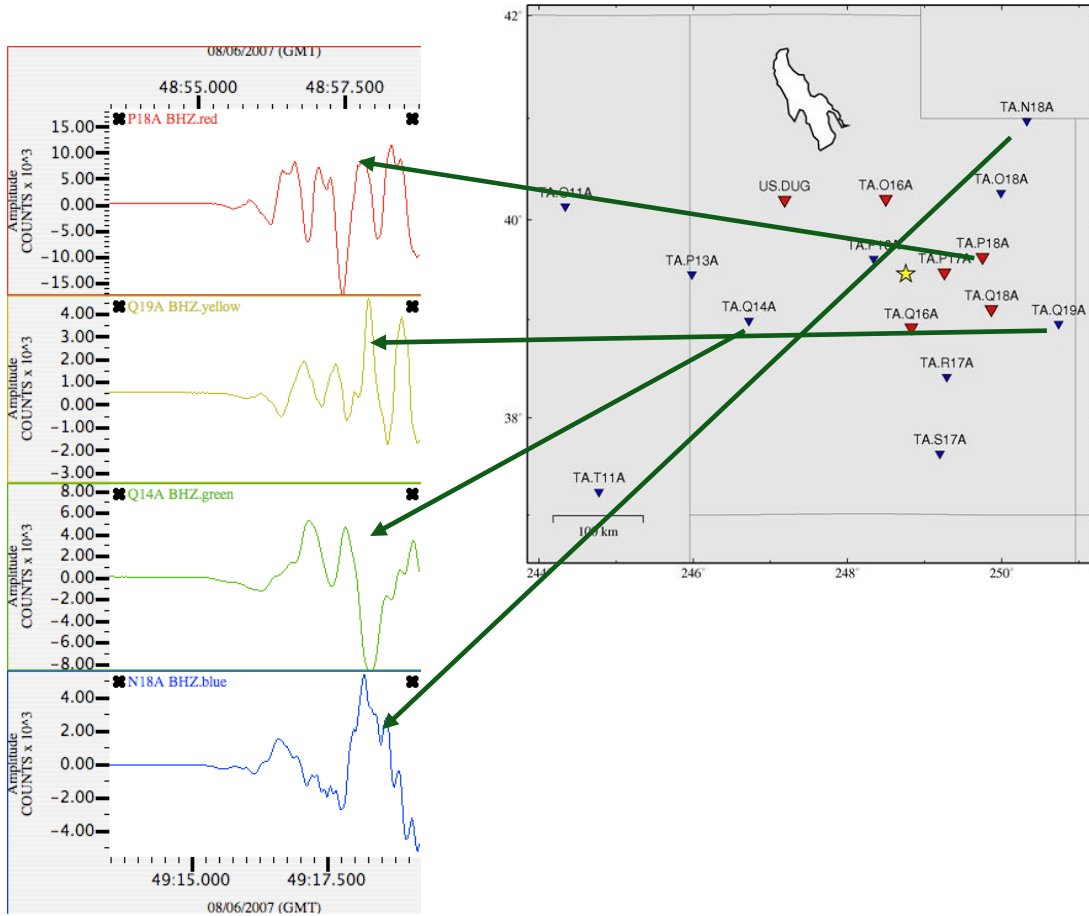 08/06/2007 (GMT)
48:55.000
48:57.500
P18A BHZ.red
Amplitude
COUNTS x 10^3
15.00
10.00
5.00
0.00
−5.00
−10.00
−15.00
Q19A BHZ.yellow
Amplitude
COUNTS x 10^3
4.00
3.00
2.00
1.00
0.00
−1.00
−2.00
−3.00
Q14A BHZ.green
Amplitude
COUNTS x 10^3
8.00
6.00
4.00
2.00
0.00
−2.00
−4.00
−6.00
−8.00
N18A BHZ.blue
Amplitude
COUNTS x 10^3
4.00
2.00
0.00
−2.00
−4.00
49:15.000
49:17.500
08/06/2007 (GMT)
42°
40°
38°
TA.N18A
TA.O18A
TA.O16A
US.DUG
TA.P18A
TA.P17A
TA.P13A
TA.Q18A
TA.Q19A
TA.Q14A
TA.Q16A
TA.R17A
TA.S17A
TA.T11A
100 km
246°
248°
250°